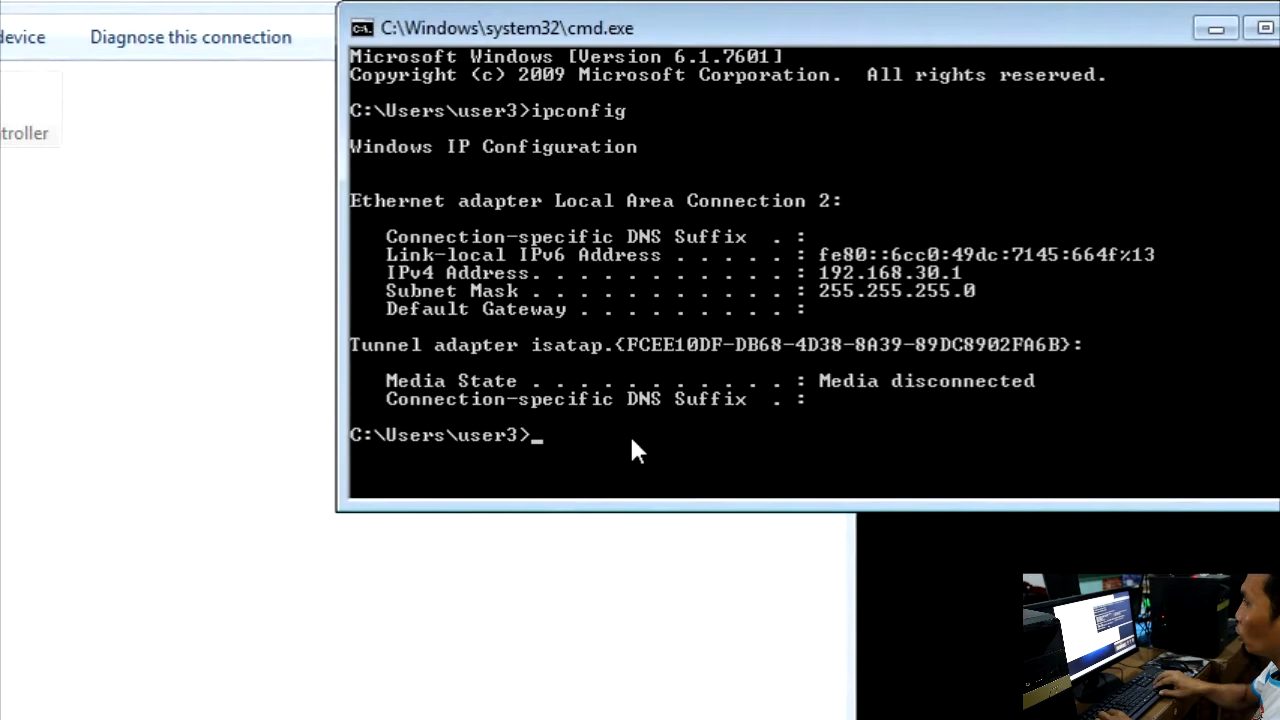 device Diagnose this connection
troller
C:\Windows\system32\cmd.exe
Microsoft Windows [Version 6.1.7601]
Copyright (c) 2009 Microsoft Corporation. All rights reserved.
C:\Users\user3>ipconfig
Windows IP Configuration
Ethernet adapter Local Area Connection 2:
Connection-specific DNS Suffix . :
Link-local IPv6 Address . . . . . : fe80::6cc0:49dc:7145:664f%13
IPv4 Address. . . . . . . . . . . : 192.168.30.1
Subnet Mask . . . . . . . . . . . : 255.255.255.0
Default Gateway . . . . . . . . . :
Tunnel adapter isatap.{FCEE10DF-DB68-4D38-8A39-89DC8902FA6B}:
Media State . . . . . . . . . . . : Media disconnected
Connection-specific DNS Suffix . :
C:\Users\user3>_